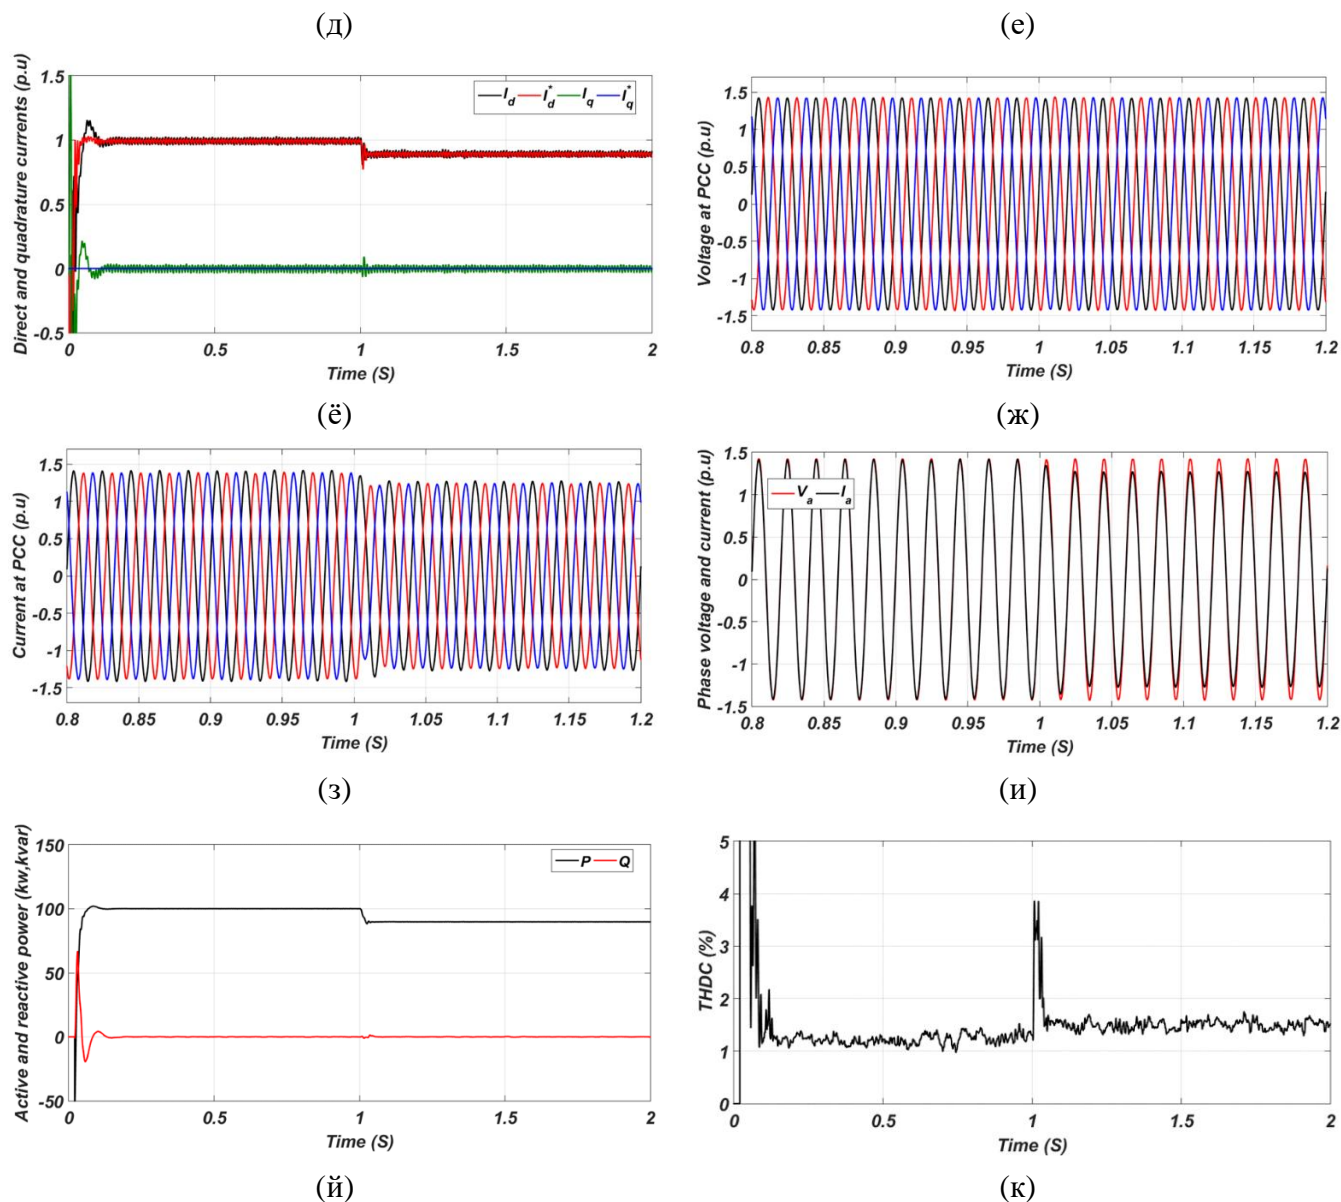 (д)
(е)
Direct and quadrature currents (p.u)
1.5
1
0.5
0
-0.5
I_d I_d^* I_q I_q^*
0 0.5 1 1.5 2
Time (S)
Voltage at PCC (p.u)
1.5
1
0.5
0
-0.5
-1
-1.5
0.8 0.85 0.9 0.95 1 1.05 1.1 1.15 1.2
Time (S)
(ё)
(ж)
Current at PCC (p.u)
1.5
1
0.5
0
-0.5
-1
-1.5
0.8 0.85 0.9 0.95 1 1.05 1.1 1.15 1.2
Time (S)
Phase voltage and current (p.u)
1.5
1
0.5
0
-0.5
-1
-1.5
V_a I_a
0.8 0.85 0.9 0.95 1 1.05 1.1 1.15 1.2
Time (S)
(з)
(и)
Active and reactive power (kw,kvar)
150
100
50
0
-50
P Q
0 0.5 1 1.5 2
Time (S)
THDC (%)
5
4
3
2
1
0
0 0.5 1 1.5 2
Time (S)
(й)
(к)